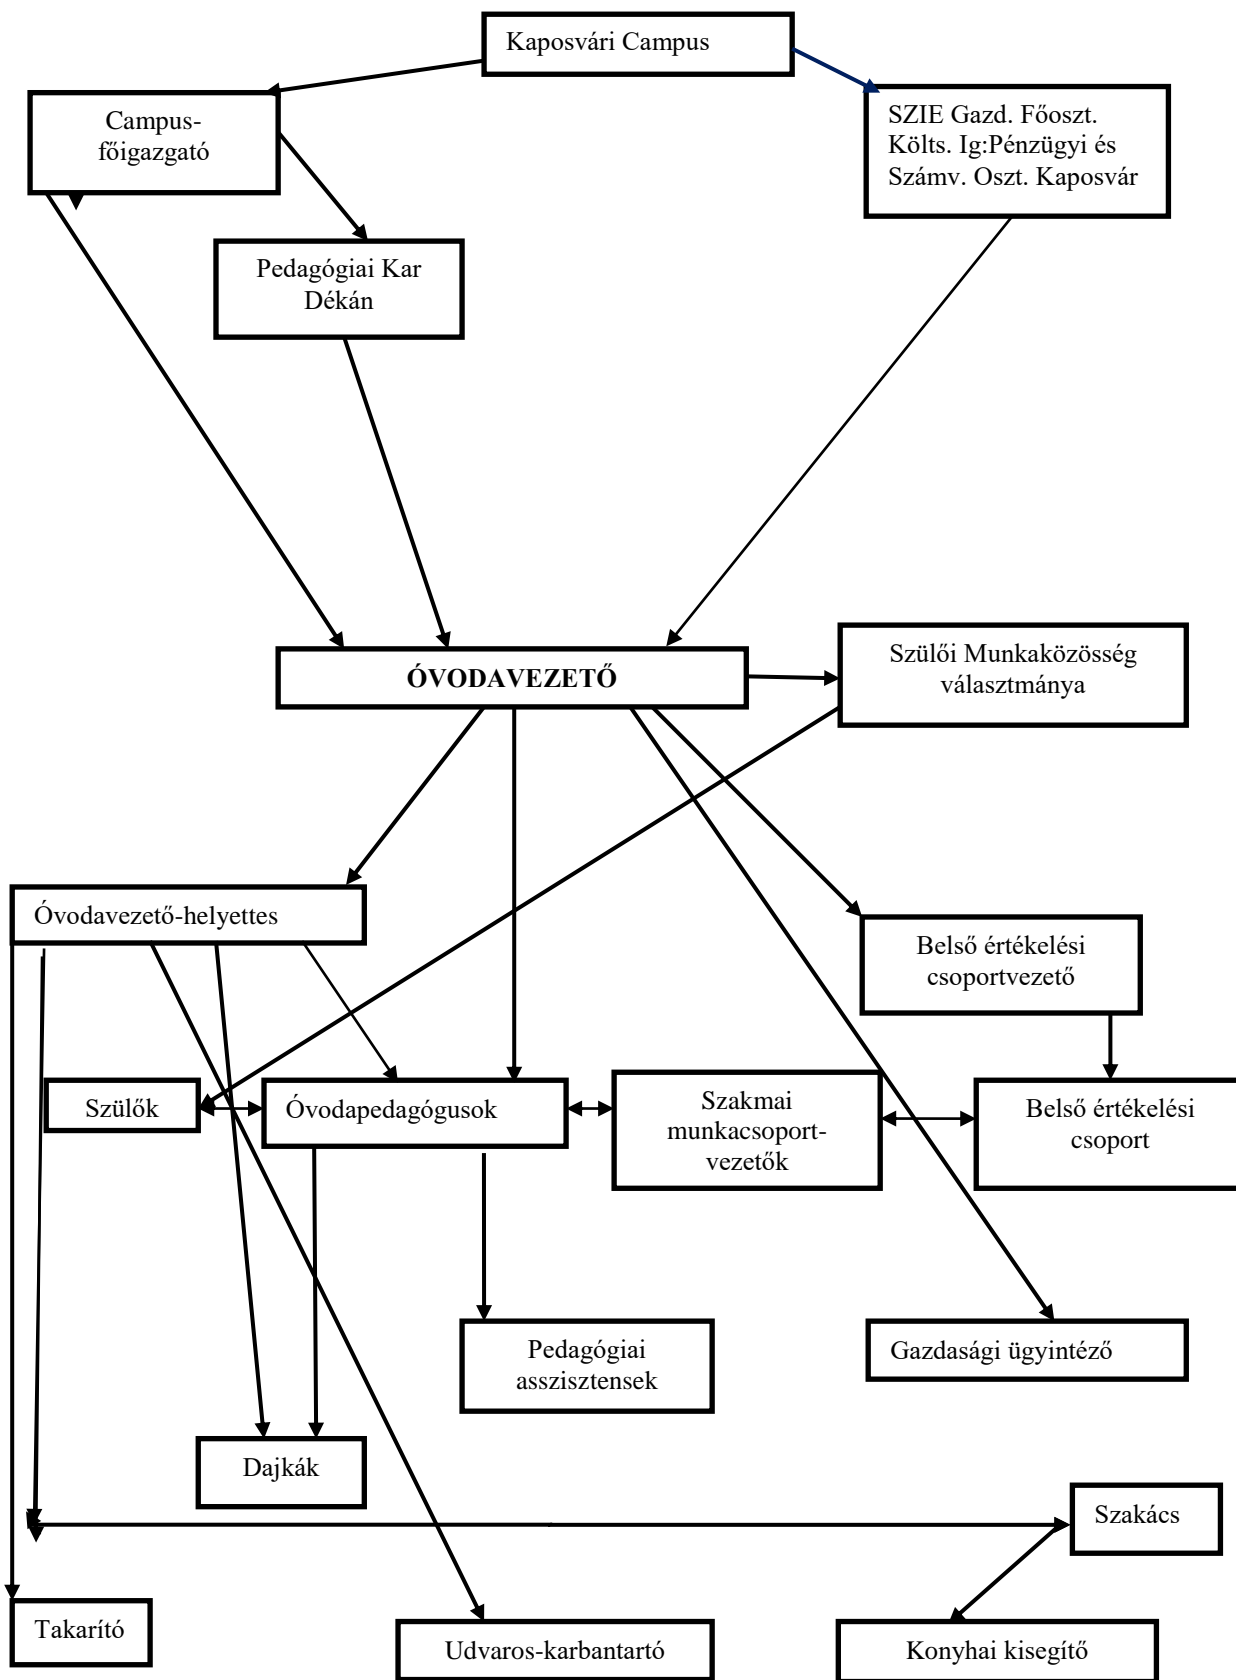 Kaposvári Campus
Campus-
főigazgató
SZIE Gazd. Főoszt.
Költs. Ig:Pénzügyi és
Számv. Oszt. Kaposvár
Pedagógiai Kar
Dékán
ÓVODAVEZETŐ
Szülői Munkaközösség
választmánya
Óvodavezető-helyettes
Belső értékelési
csoportvezető
Szülők
Óvodapedagógusok
Szakmai
munkacsoport-
vezetők
Belső értékelési
csoport
Pedagógiai
asszisztensek
Gazdasági ügyintéző
Dajkák
Szakács
Takarító
Udvaros-karbantartó
Konyhai kisegítő